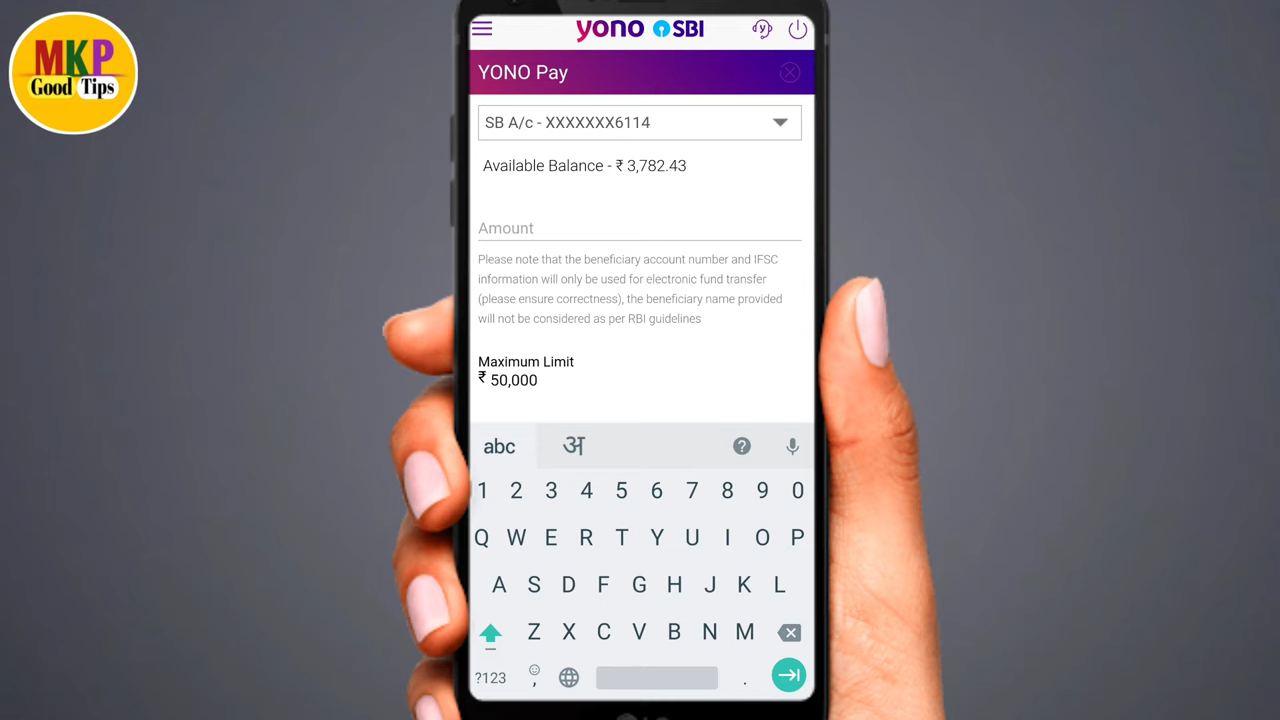 MKP
Good Tips
yono SBI
YONO Pay
SB A/c - XXXXXXX6114
Available Balance - ₹ 3,782.43
Amount
Please note that the beneficiary account number and IFSC
information will only be used for electronic fund transfer
(please ensure correctness), the beneficiary name provided
will not be considered as per RBI guidelines
Maximum Limit
₹ 50,000
abc अ ?
1 2 3 4 5 6 7 8 9 0
Q W E R T Y U I O P
A S D F G H J K L
Z X C V B N M
?123 , .
LG